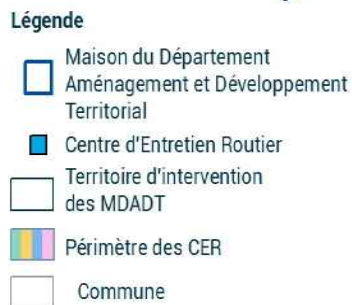 Légende
Maison du Département
Aménagement et Développement
Territorial
Centre d'Entretien Routier
Territoire d'intervention
des MDADT
Périmètre des CER
Commune